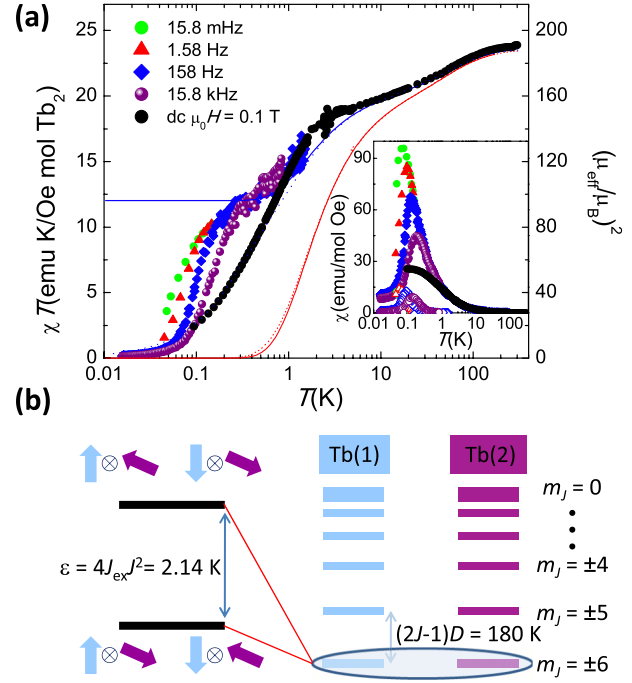 (a)
15.8 mHz
1.58 Hz
158 Hz
15.8 kHz
dc μ₀H = 0.1 T
χT(emu K/Oe mol Tb₂)
25
20
15
10
5
0
200
160
120
80
40
0
(μeff/μB)²
0.01 0.1 1 10 100
T(K)
χ(emu/mol Oe)
90
60
30
0
0.01 0.1 1 10 100
T(K)
(b)
Tb(1) Tb(2)
mJ = 0
ε = 4JexJ² = 2.14 K
mJ = ±4
mJ = ±5
(2J-1)D = 180 K
mJ = ±6